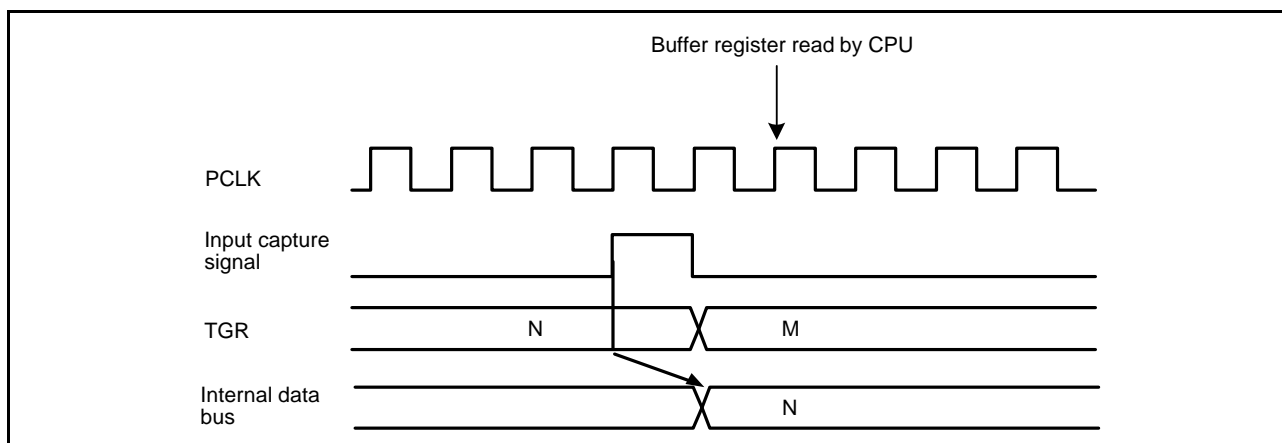 Buffer register read by CPU
PCLK
Input capture
signal
TGR
N
M
Internal data
bus
N